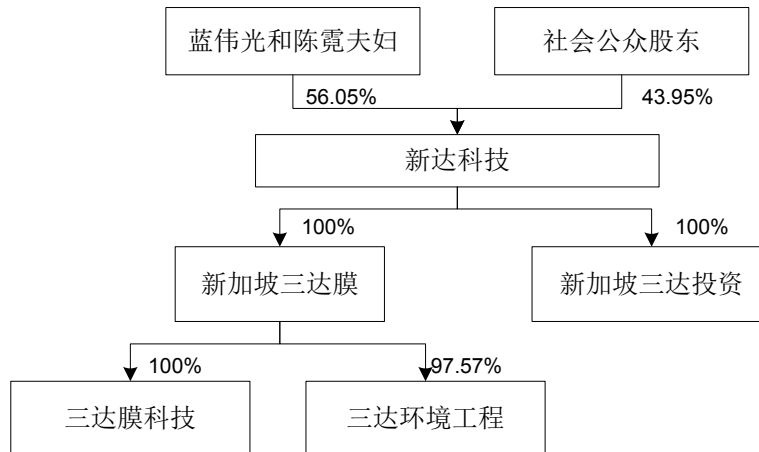 蓝伟光和陈霓夫妇
社会公众股东
56.05%
43.95%
新达科技
100%
100%
新加坡三达膜
新加坡三达投资
100%
97.57%
三达膜科技
三达环境工程